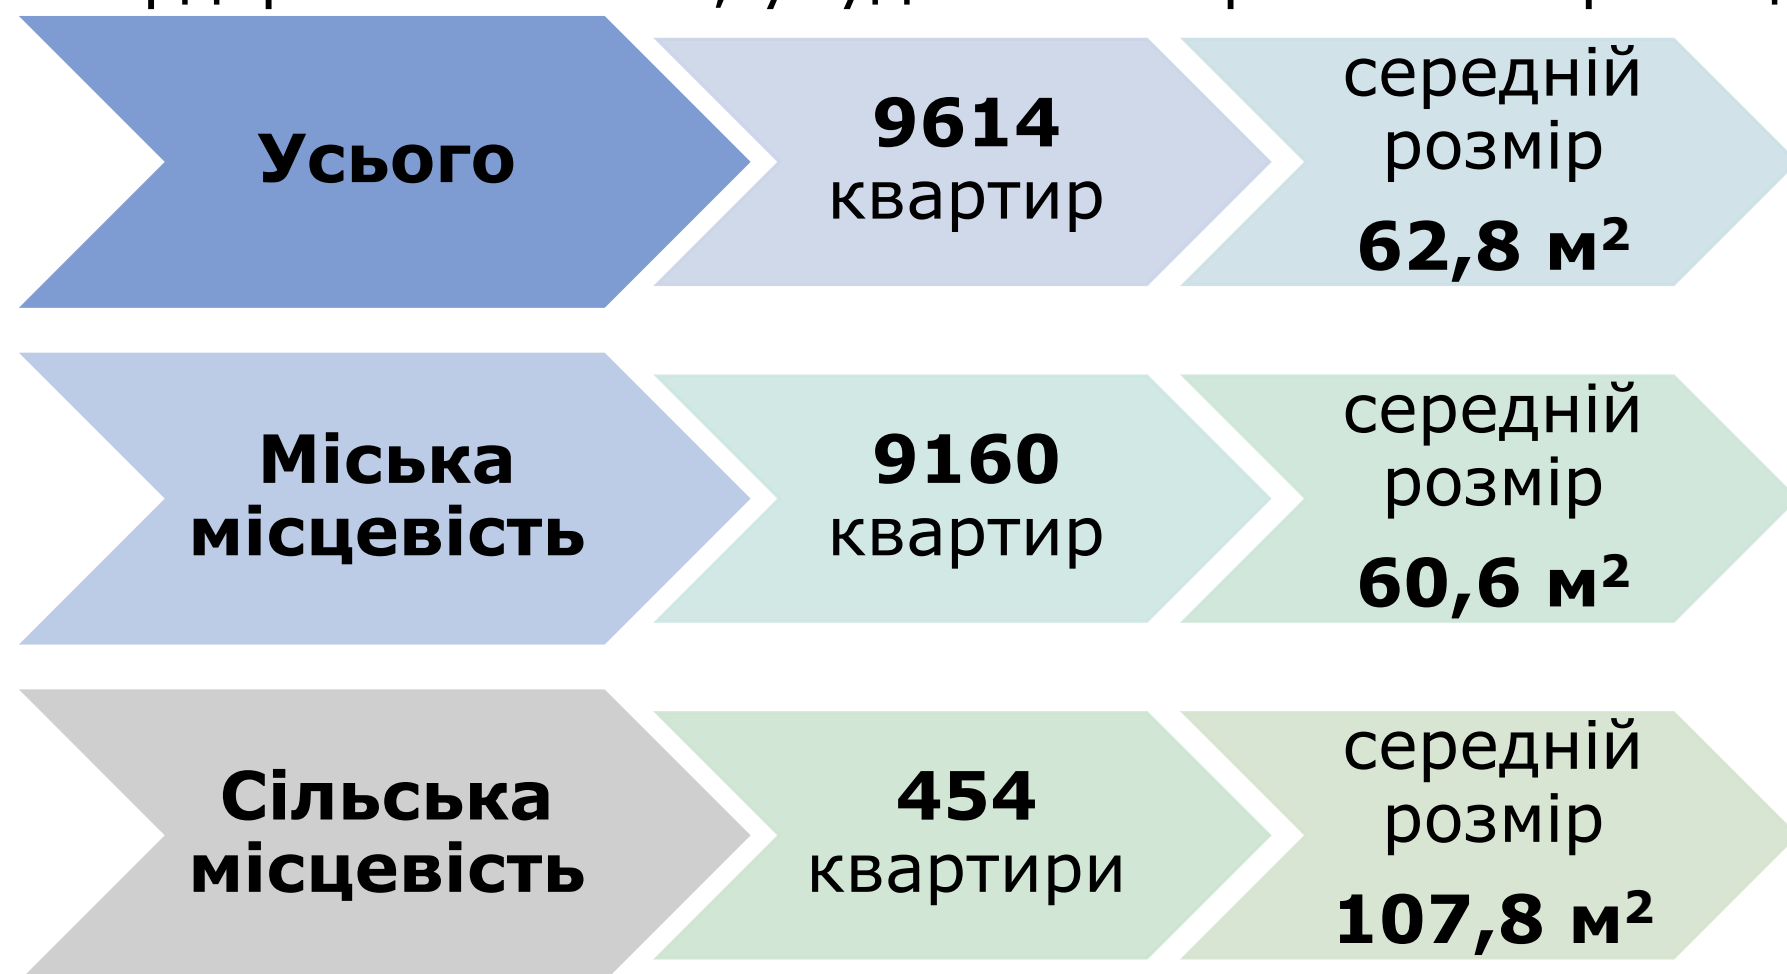 Усього
9614
квартир
середній
розмір
62,8 м²
Міська
місцевість
9160
квартир
середній
розмір
60,6 м²
Сільська
місцевість
454
квартири
середній
розмір
107,8 м²